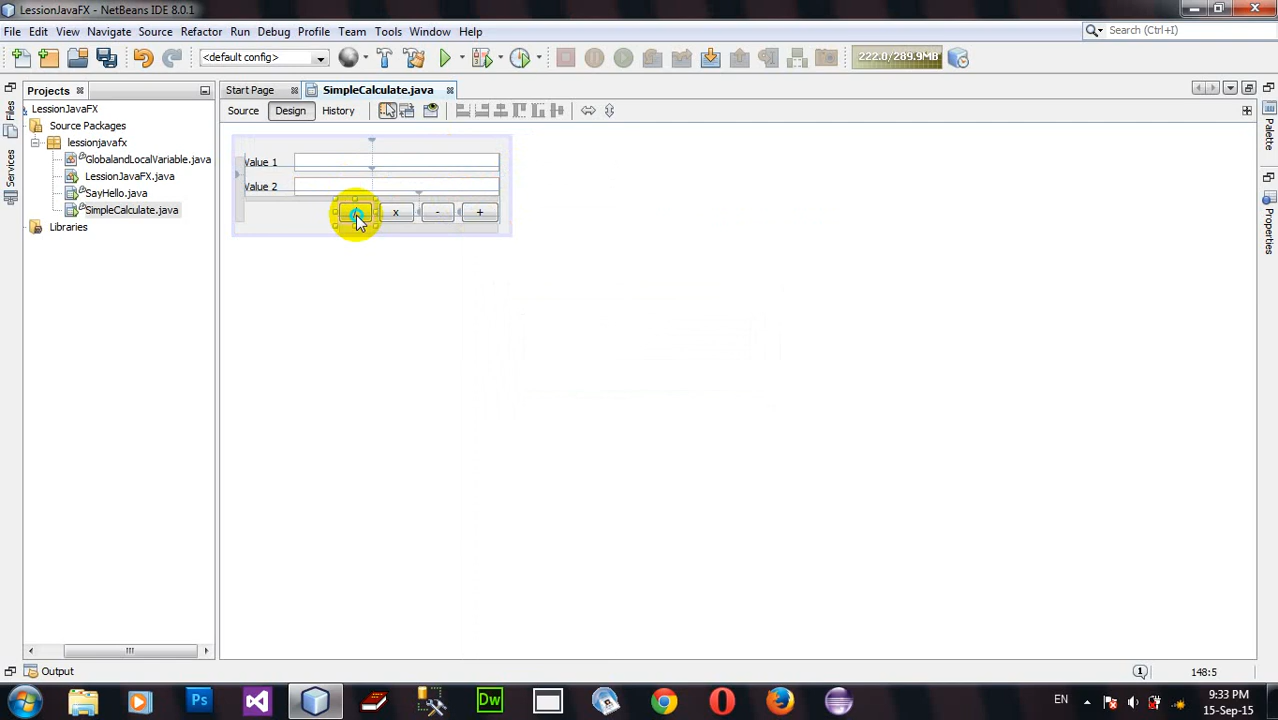 LessionJavaFX - NetBeans IDE 8.0.1
File Edit View Navigate Source Refactor Run Debug Profile Team Tools Window Help
Search (Ctrl+I)
<default config>
222.0/289.9MB
Projects
Start Page
SimpleCalculate.java
Source
Design
History
Files
Services
LessionJavaFX
Source Packages
lessionjavafx
GlobalandLocalVariable.java
LessionJavaFX.java
SayHello.java
SimpleCalculate.java
Libraries
Value 1
Value 2
x
-
+
Palette
Properties
Output
148:5
Ps
Dw
EN
9:33 PM
15-Sep-15